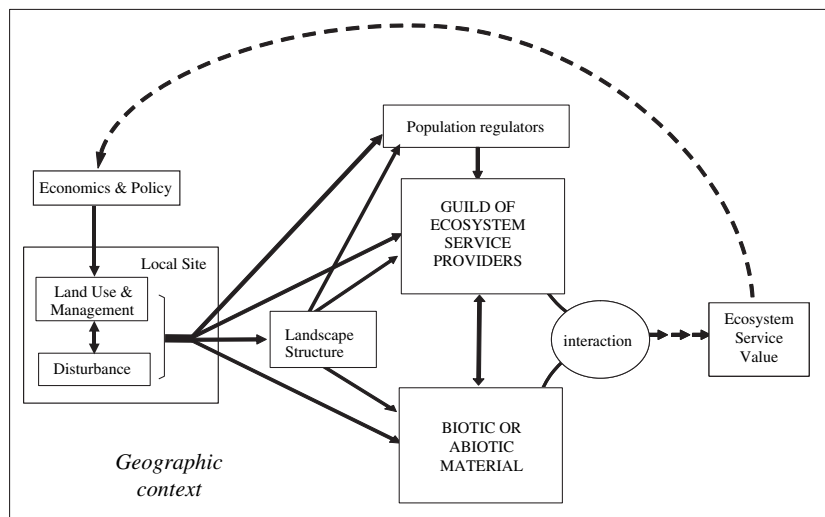 Population regulators
Economics & Policy
GUILD OF
ECOSYSTEM
SERVICE
PROVIDERS
Local Site
Land Use &
Management
Disturbance
Landscape
Structure
interaction
Ecosystem
Service
Value
BIOTIC OR
ABIOTIC
MATERIAL
Geographic
context